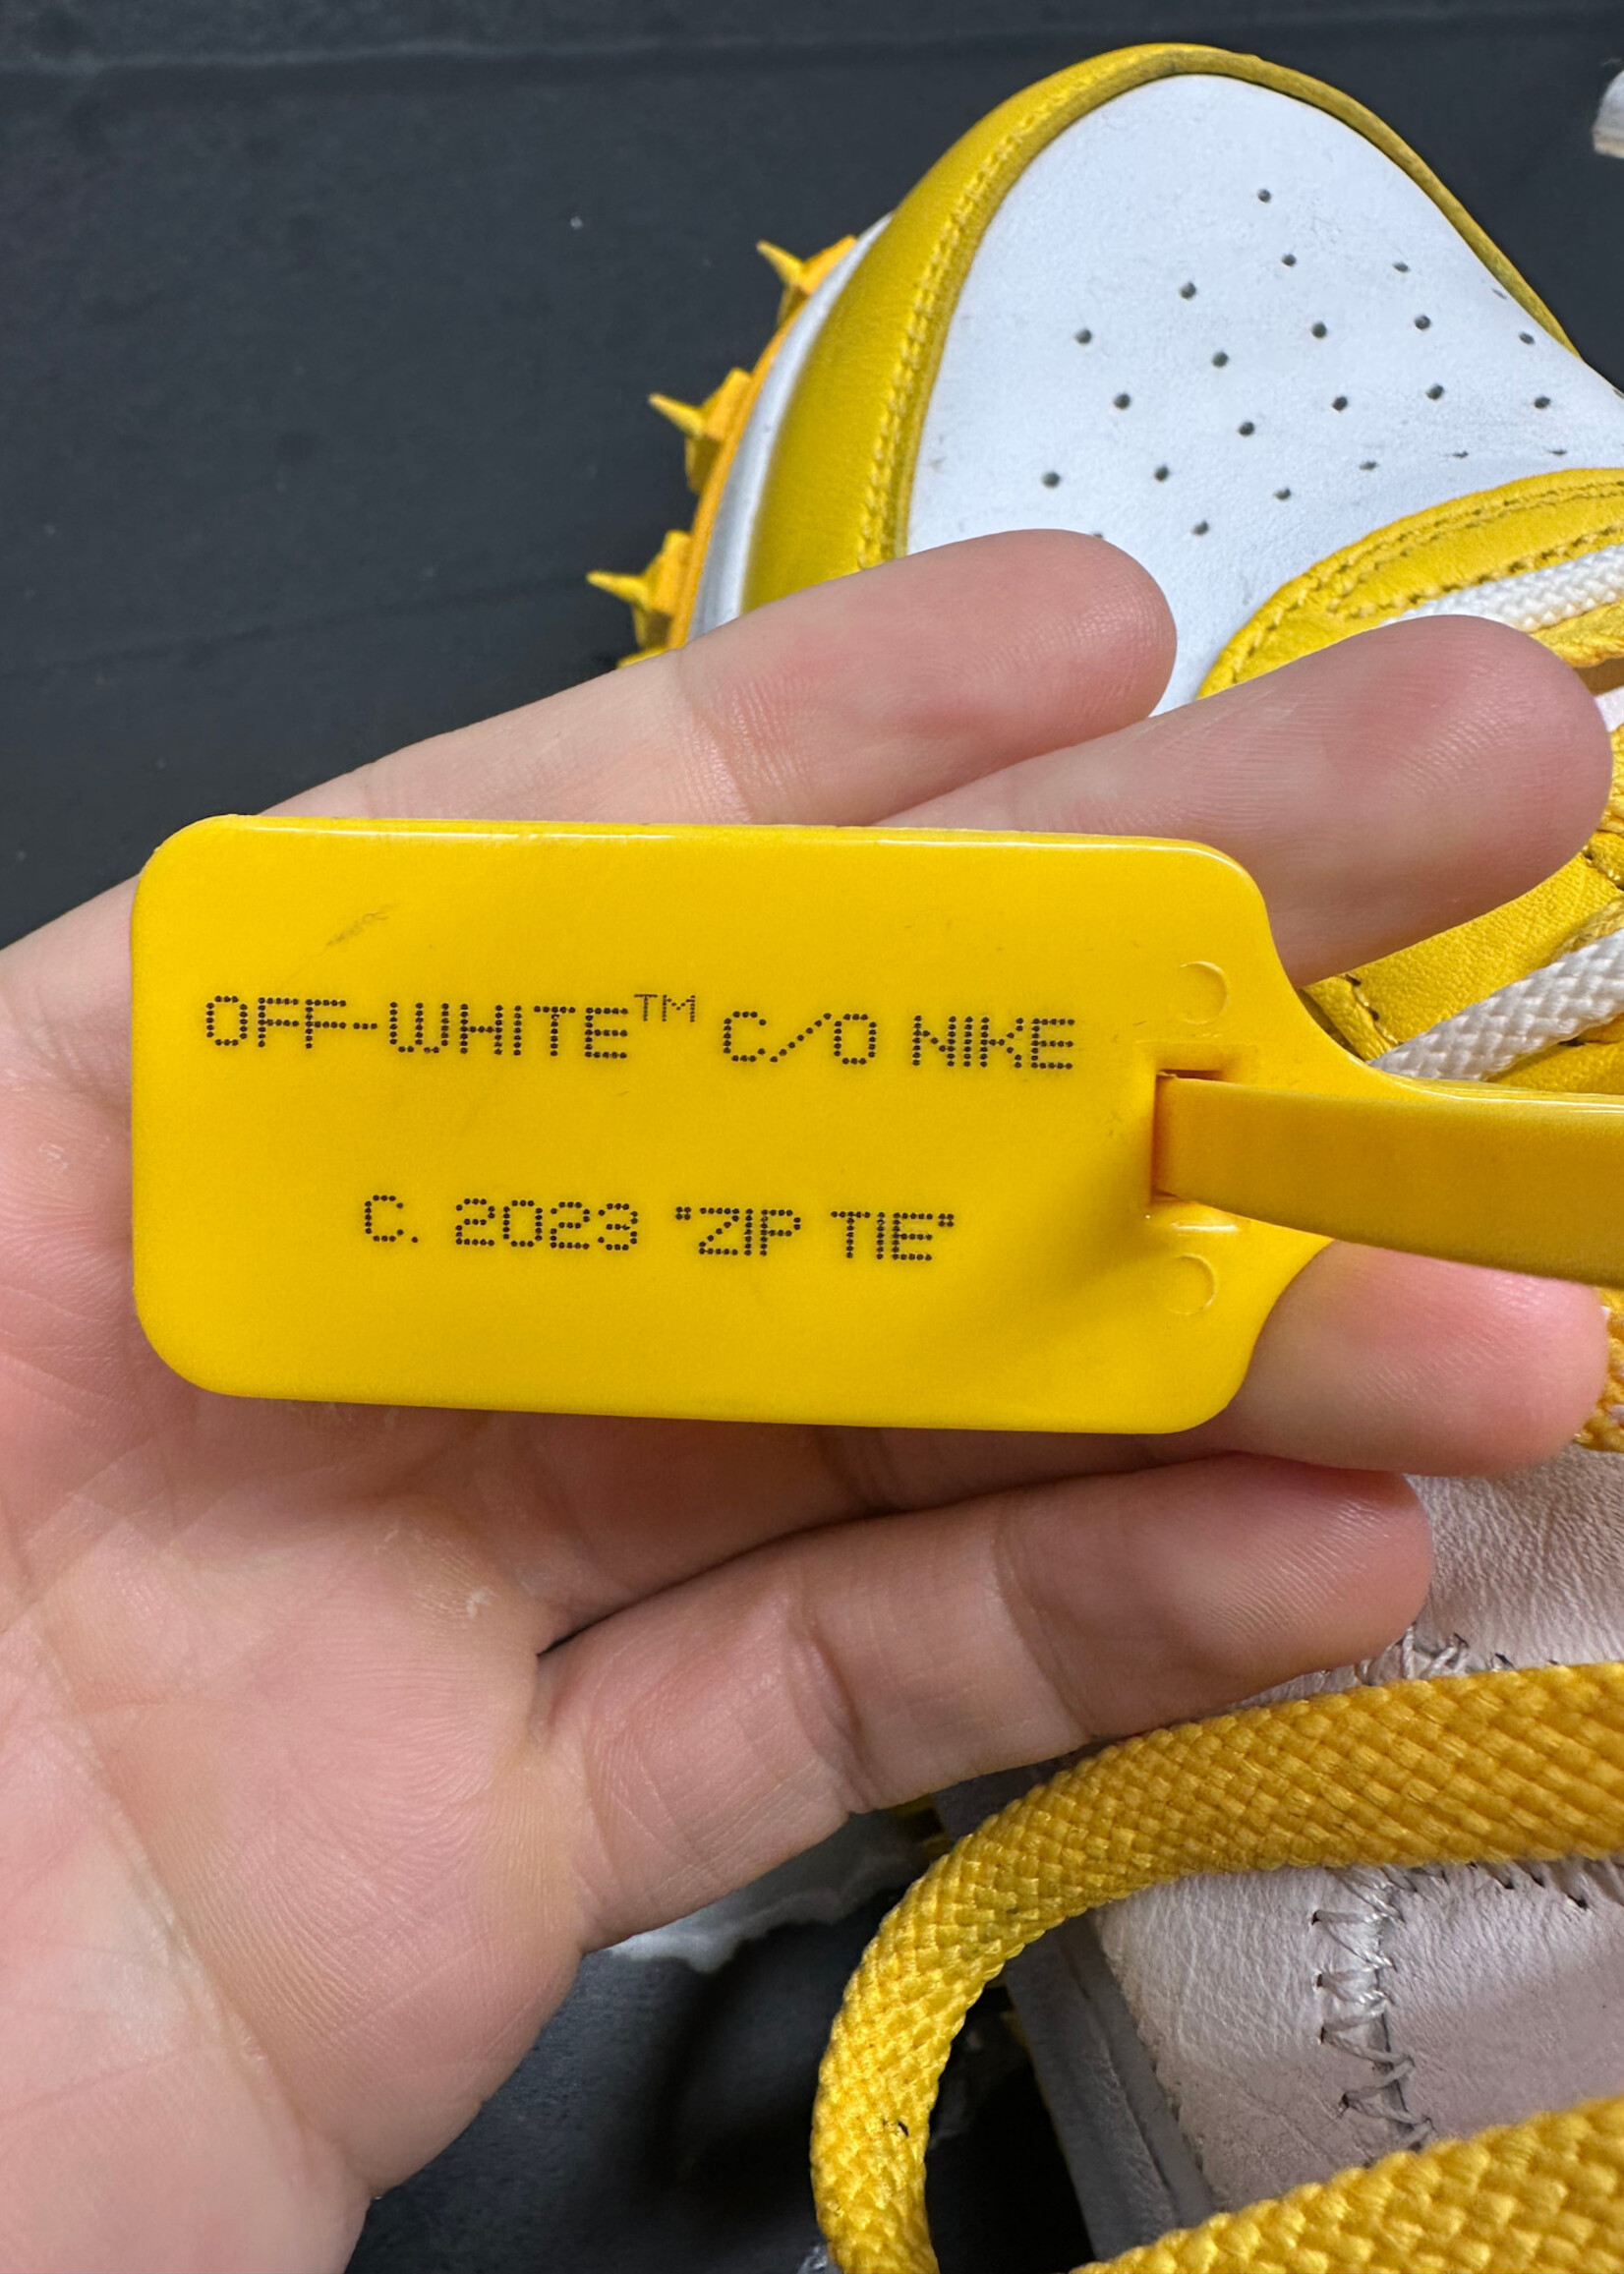 OFF-WHITE™ C/O NIKE
C. 2023 "ZIP TIE"